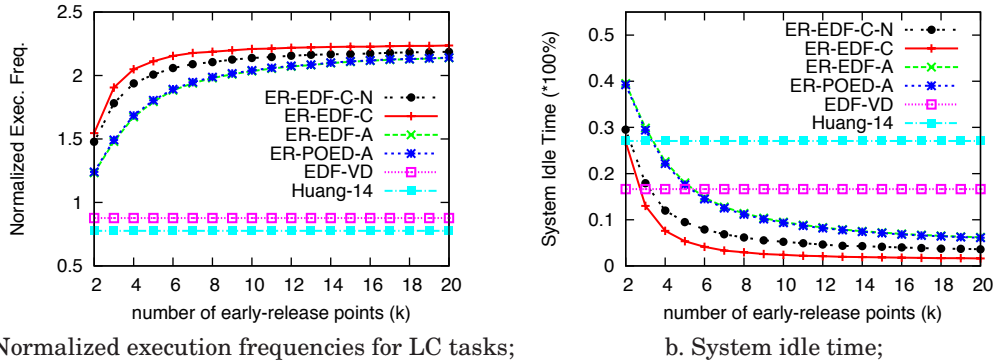 Normalized Exec. Freq.
2.5
2
1.5
1
0.5
ER-EDF-C-N
ER-EDF-C
ER-EDF-A
ER-POED-A
EDF-VD
Huang-14
2 4 6 8 10 12 14 16 18 20
number of early-release points (k)
Normalized execution frequencies for LC tasks;
System idle Time (*100%)
0.5
0.4
0.3
0.2
0.1
0
ER-EDF-C-N
ER-EDF-C
ER-EDF-A
ER-POED-A
EDF-VD
Huang-14
2 4 6 8 10 12 14 16 18 20
number of early-release points (k)
b. System idle time;